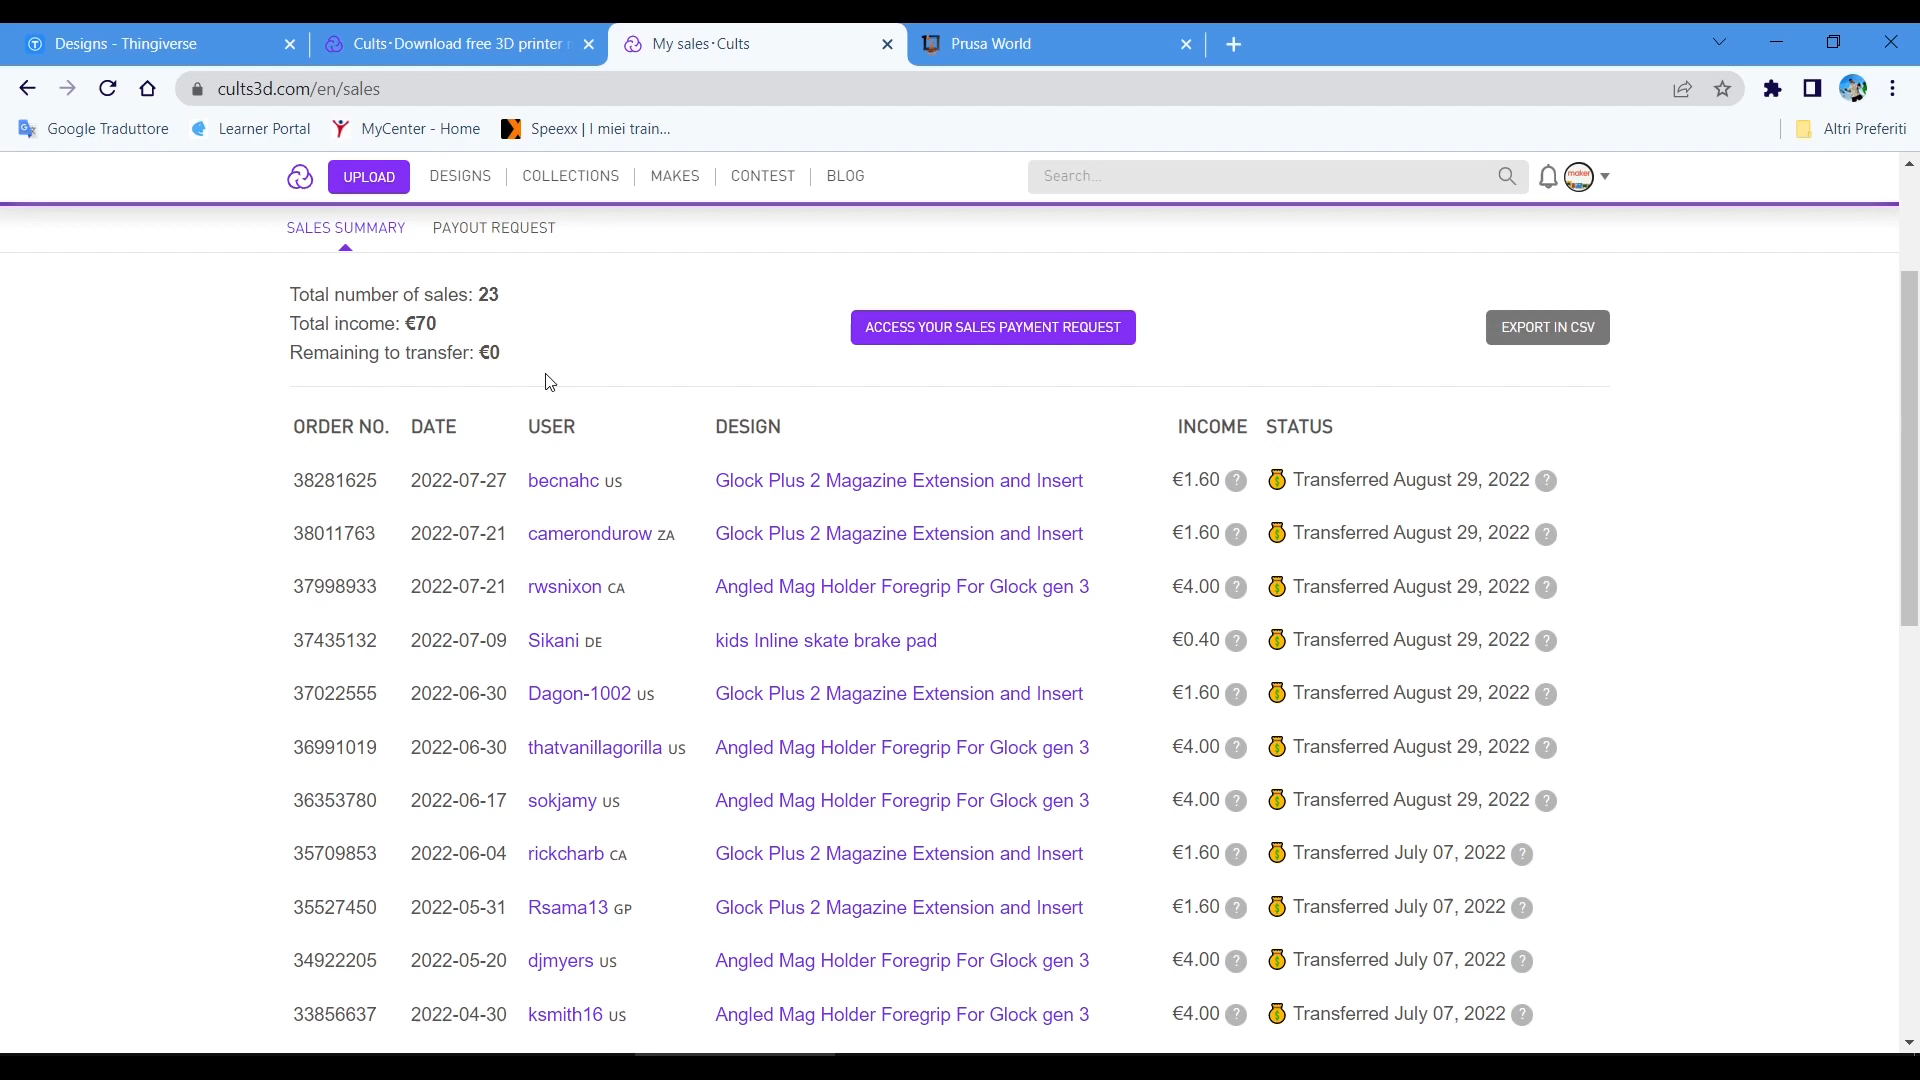 Designs - Thingiverse
Cults・Download free 3D printer
My sales・Cults
Prusa World
cults3d.com/en/sales
Google Traduttore
Learner Portal
MyCenter - Home
Speexx | I miei train...
Altri Preferiti
UPLOAD
DESIGNS
COLLECTIONS
MAKES
CONTEST
BLOG
Search...
maker
SALES SUMMARY
PAYOUT REQUEST
Total number of sales: 23
Total income: €70
Remaining to transfer: €0
ACCESS YOUR SALES PAYMENT REQUEST
EXPORT IN CSV
ORDER NO. DATE USER DESIGN INCOME STATUS
38281625 2022-07-27 becnahc US Glock Plus 2 Magazine Extension and Insert €1.60 ? Transferred August 29, 2022 ?
38011763 2022-07-21 camerondurow ZA Glock Plus 2 Magazine Extension and Insert €1.60 ? Transferred August 29, 2022 ?
37998933 2022-07-21 rwsnixon CA Angled Mag Holder Foregrip For Glock gen 3 €4.00 ? Transferred August 29, 2022 ?
37435132 2022-07-09 Sikani DE kids Inline skate brake pad €0.40 ? Transferred August 29, 2022 ?
37022555 2022-06-30 Dagon-1002 US Glock Plus 2 Magazine Extension and Insert €1.60 ? Transferred August 29, 2022 ?
36991019 2022-06-30 thatvanillagorilla US Angled Mag Holder Foregrip For Glock gen 3 €4.00 ? Transferred August 29, 2022 ?
36353780 2022-06-17 sokjamy US Angled Mag Holder Foregrip For Glock gen 3 €4.00 ? Transferred August 29, 2022 ?
35709853 2022-06-04 rickcharb CA Glock Plus 2 Magazine Extension and Insert €1.60 ? Transferred July 07, 2022 ?
35527450 2022-05-31 Rsama13 GP Glock Plus 2 Magazine Extension and Insert €1.60 ? Transferred July 07, 2022 ?
34922205 2022-05-20 djmyers US Angled Mag Holder Foregrip For Glock gen 3 €4.00 ? Transferred July 07, 2022 ?
33856637 2022-04-30 ksmith16 US Angled Mag Holder Foregrip For Glock gen 3 €4.00 ? Transferred July 07, 2022 ?